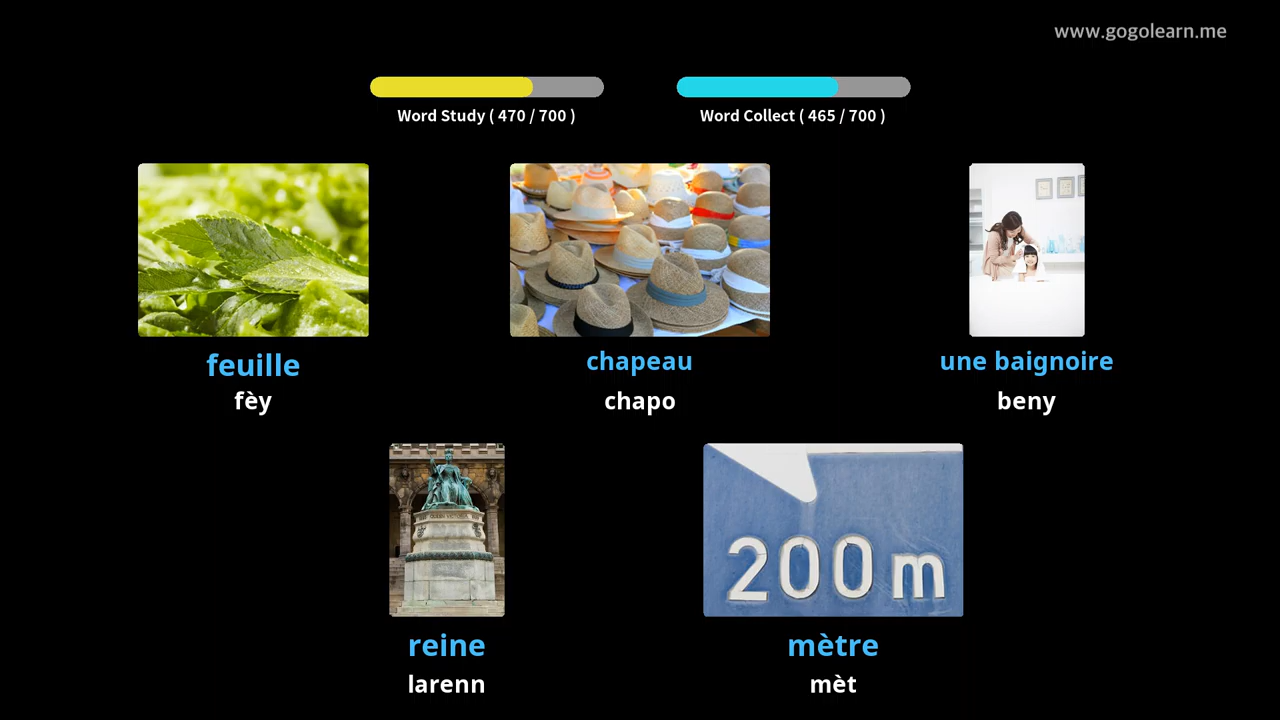 www.gogolearn.me
Word Study ( 470 / 700 )
Word Collect ( 465 / 700 )
feuille
fèy
chapeau
chapo
une baignoire
beny
200m
reine
larenn
mètre
mèt